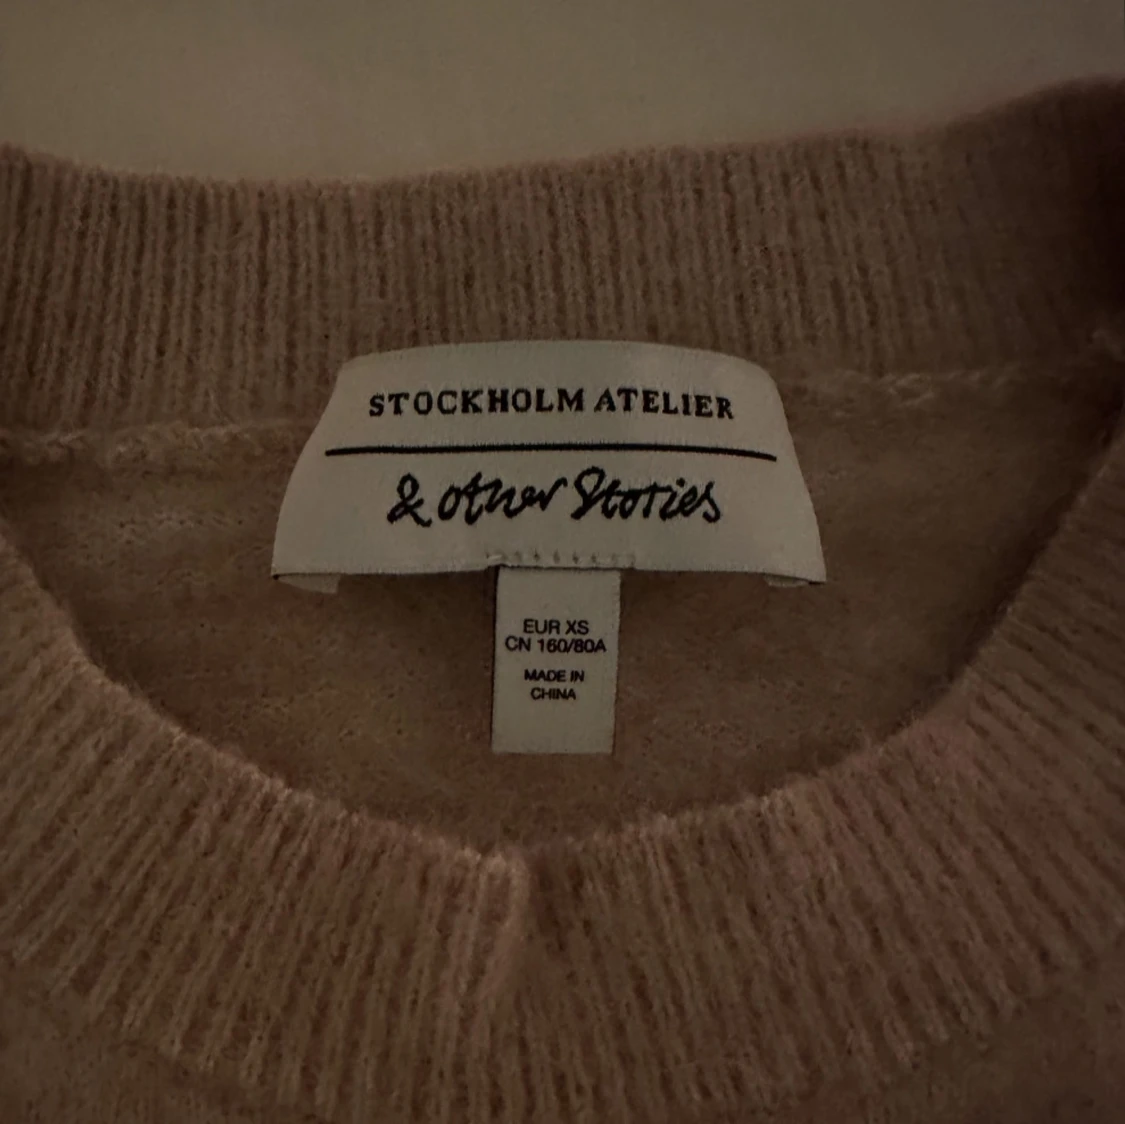 STOCKHOLM ATELIER
& other Stories
EUR XS
CN 160/80A
MADE IN
CHINA